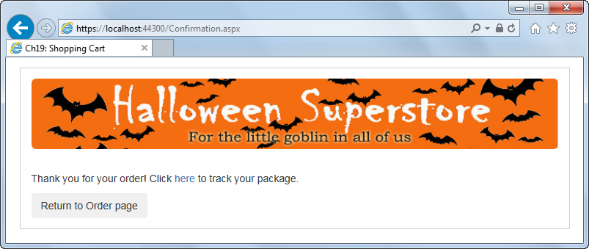 https://localhost:44300/Confirmation.aspx
Ch19: Shopping Cart
Halloween Superstore
For the little goblin in all of us
Thank you for your order! Click here to track your package.
Return to Order page